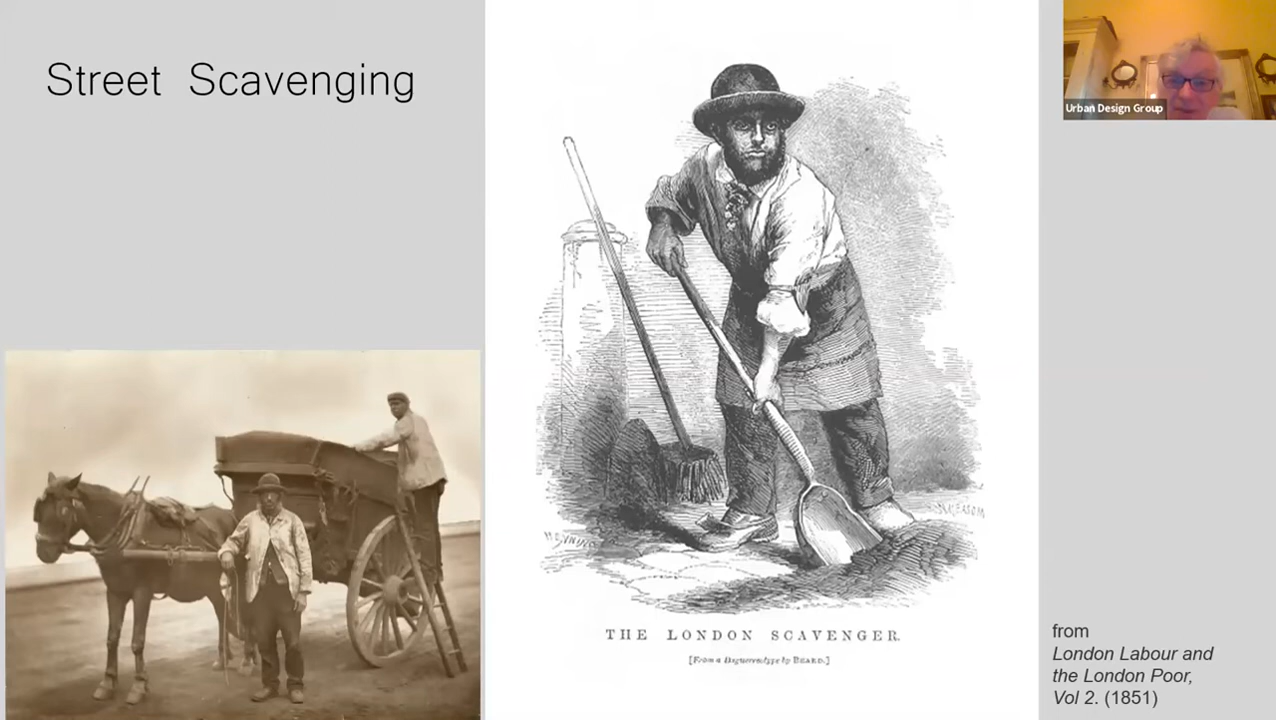 Street Scavenging
Urban Design Group
THE LONDON SCAVENGER.
[From a Daguerreotype by BEARD.]
from
London Labour and
the London Poor,
Vol 2. (1851)